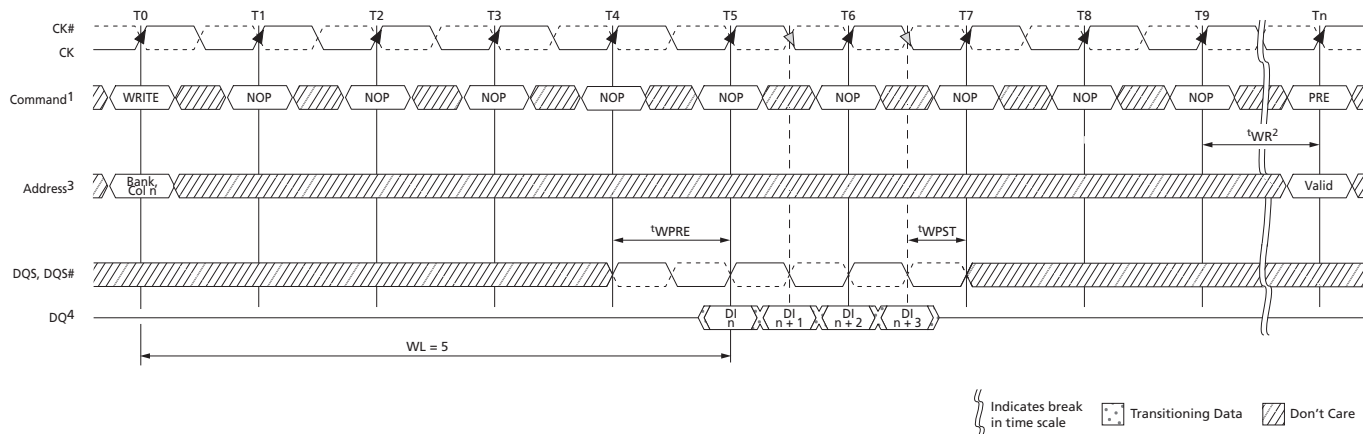 T0 T1 T2 T3 T4 T5 T6 T7 T8 T9 Tn
CK#
CK
Command1 WRITE NOP NOP NOP NOP NOP NOP NOP NOP NOP PRE
tWR2
Address3 Bank, Col n Valid
tWPRE tWPST
DQS, DQS#
DQ4 DI n DI n + 1 DI n + 2 DI n + 3
WL = 5
Indicates break
in time scale
Transitioning Data
Don't Care